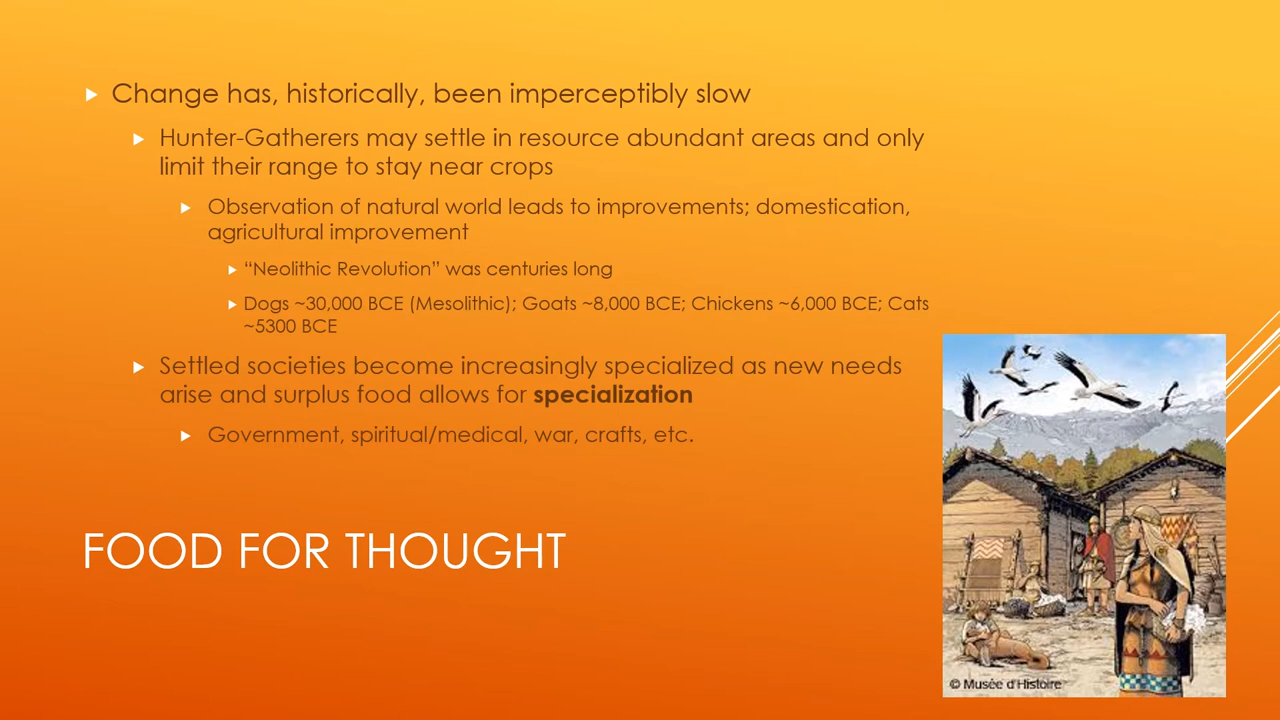 Change has, historically, been imperceptibly slow
Hunter-Gatherers may settle in resource abundant areas and only
limit their range to stay near crops
Observation of natural world leads to improvements; domestication,
agricultural improvement
“Neolithic Revolution” was centuries long
Dogs ~30,000 BCE (Mesolithic); Goats ~8,000 BCE; Chickens ~6,000 BCE; Cats
~5300 BCE
Settled societies become increasingly specialized as new needs
arise and surplus food allows for specialization
Government, spiritual/medical, war, crafts, etc.
FOOD FOR THOUGHT
© Musée d'Histoire